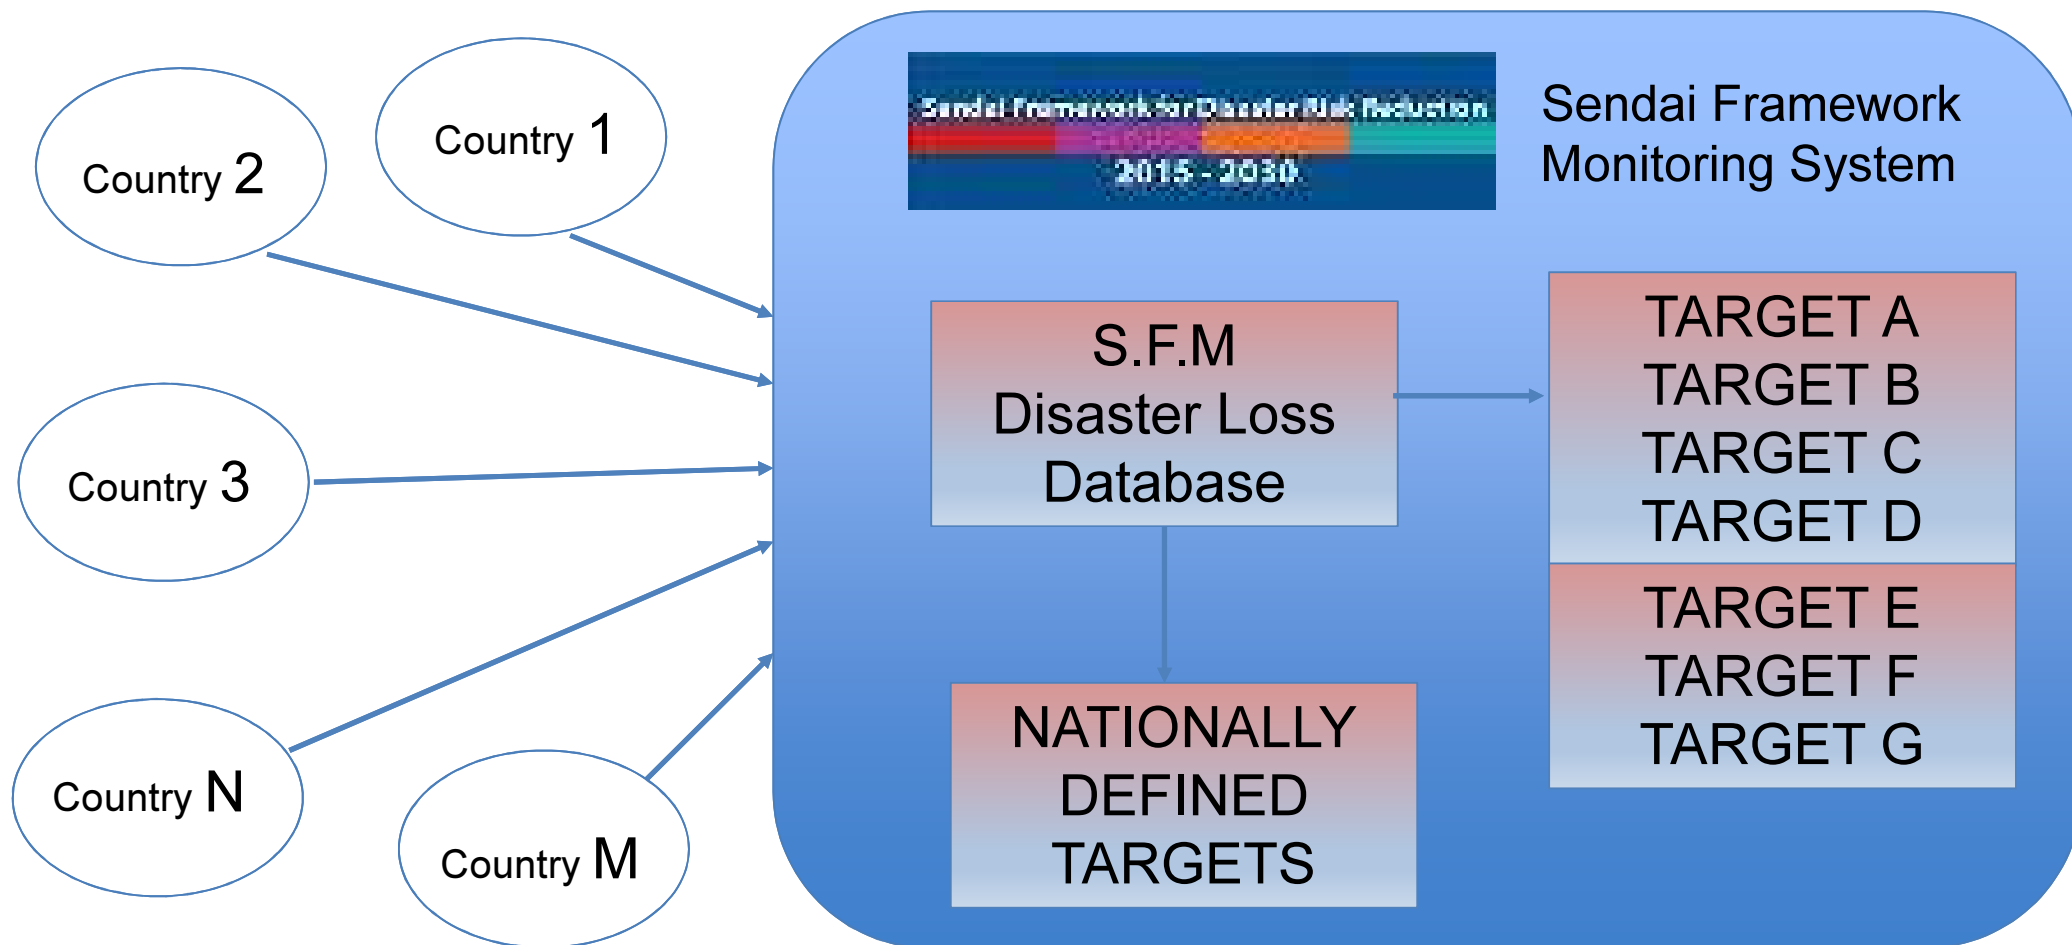 Country 1
Country 2
Country 3
Country N
Country M
Sendai Framework for Disaster Risk Reduction
2015 - 2030
Sendai Framework
Monitoring System
S.F.M
Disaster Loss
Database
TARGET A
TARGET B
TARGET C
TARGET D
TARGET E
TARGET F
TARGET G
NATIONALLY
DEFINED
TARGETS